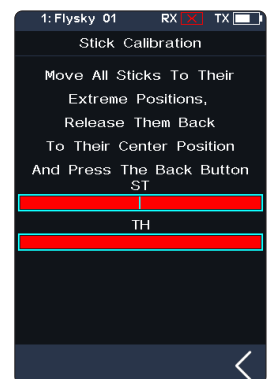 1: Flysky 01 RX TX
Stick Calibration
Move All Sticks To Their
Extreme Positions,
Release Them Back
To Their Center Position
And Press The Back Button
ST
TH